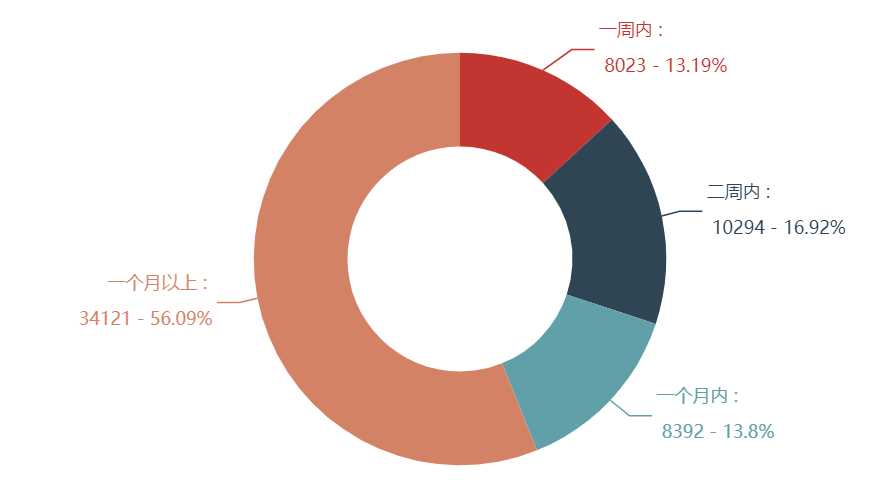 一周内 :
8023 - 13.19%
二周内 :
10294 - 16.92%
一个月以上 :
34121 - 56.09%
一个月内 :
8392 - 13.8%